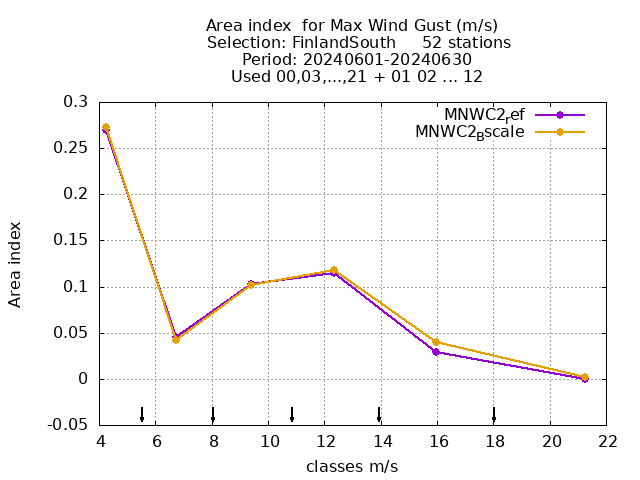 Area index  for Max Wind Gust (m/s)
Selection: FinlandSouth     52 stations
Period: 20240601-20240630
Used 00,03,...,21 + 01 02 ... 12
MNWC2ref
MNWC2Bscale
0.3
0.25
0.2
0.15
0.1
0.05
0
-0.05
Area index
4 6 8 10 12 14 16 18 20 22
classes m/s